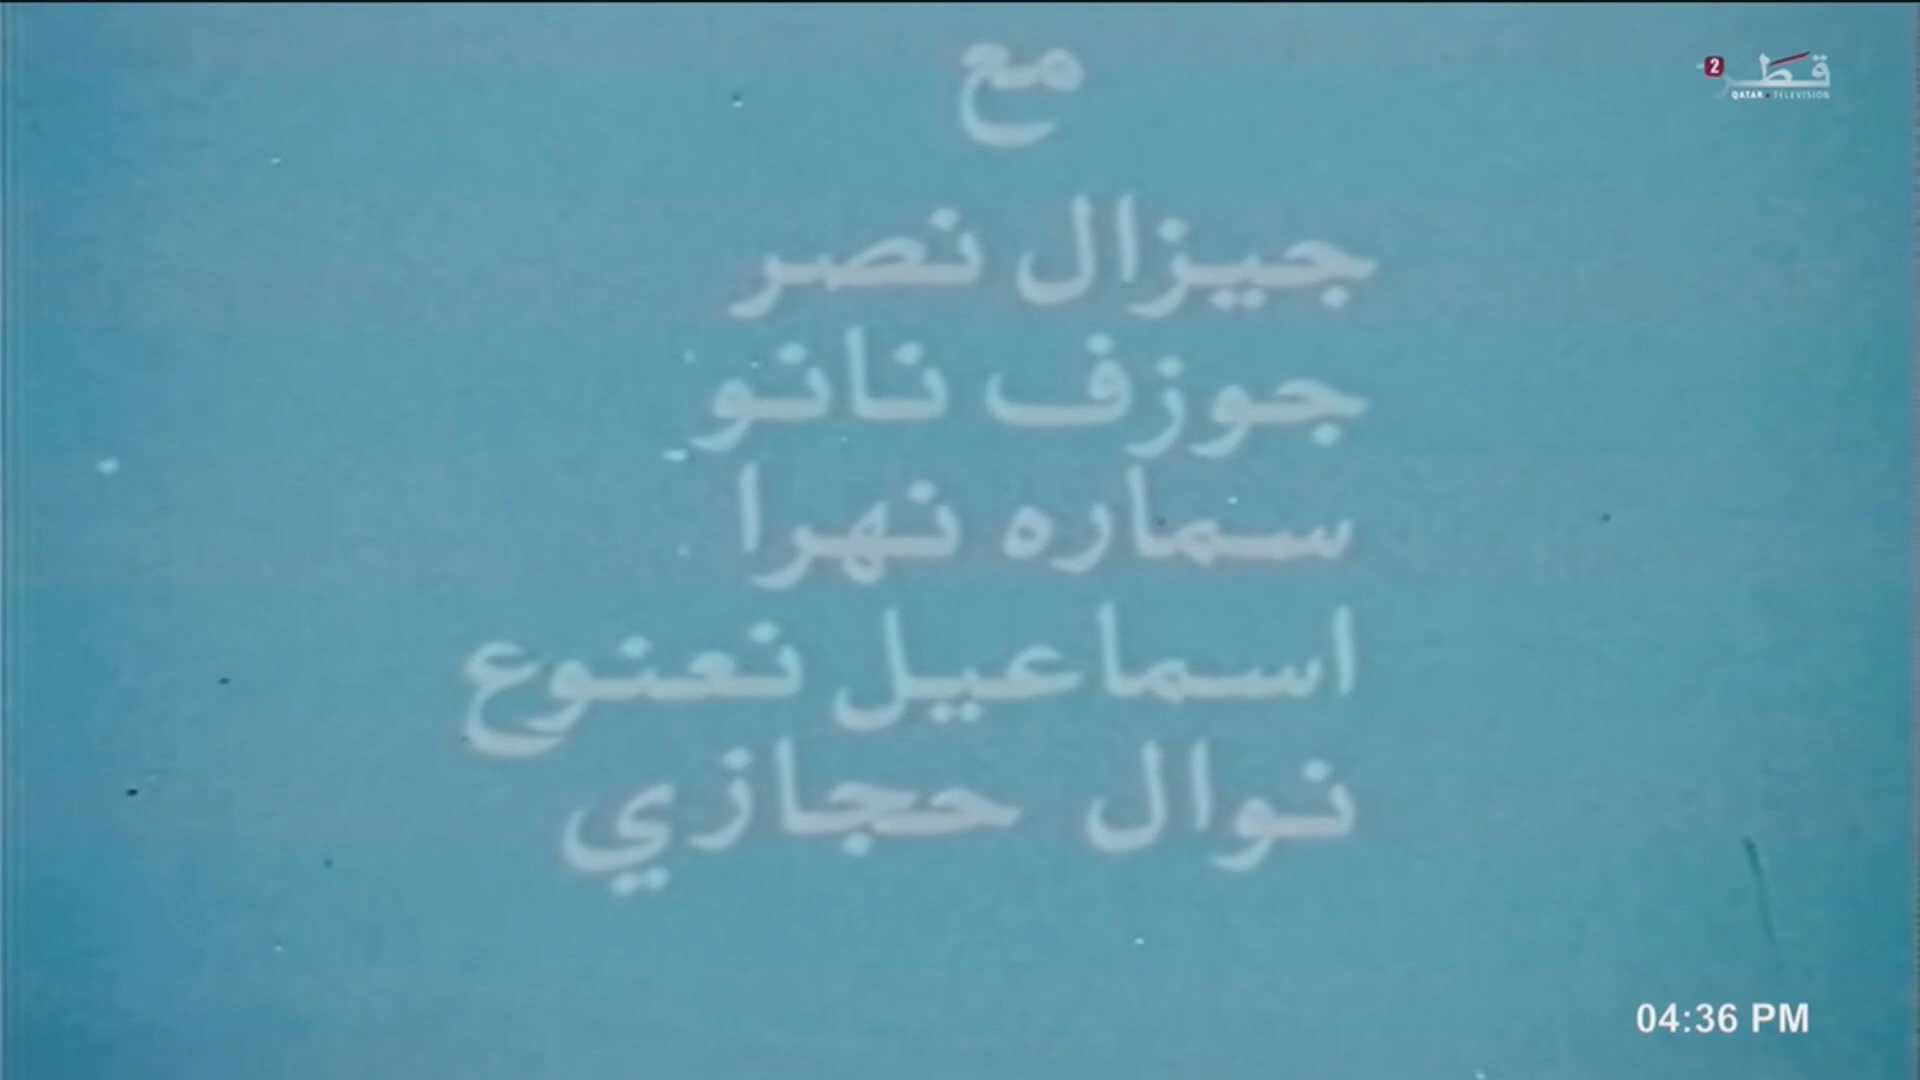 مع
قطر
2
QATAR TELEVISION
جيزال نصر
جوزف نانو
سماره نهرا
اسماعيل نعنوع
نوال حجازي
04:36 PM